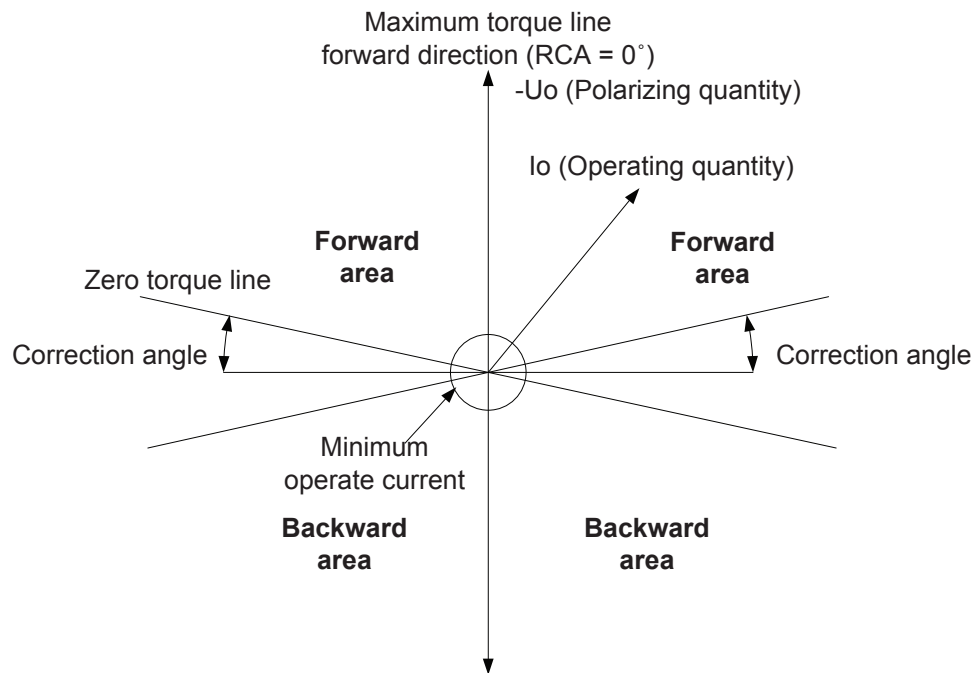 Maximum torque line
forward direction (RCA = 0˚)
-Uo (Polarizing quantity)
Io (Operating quantity)
Forward
area
Forward
area
Zero torque line
Correction angle
Correction angle
Minimum
operate current
Backward
area
Backward
area